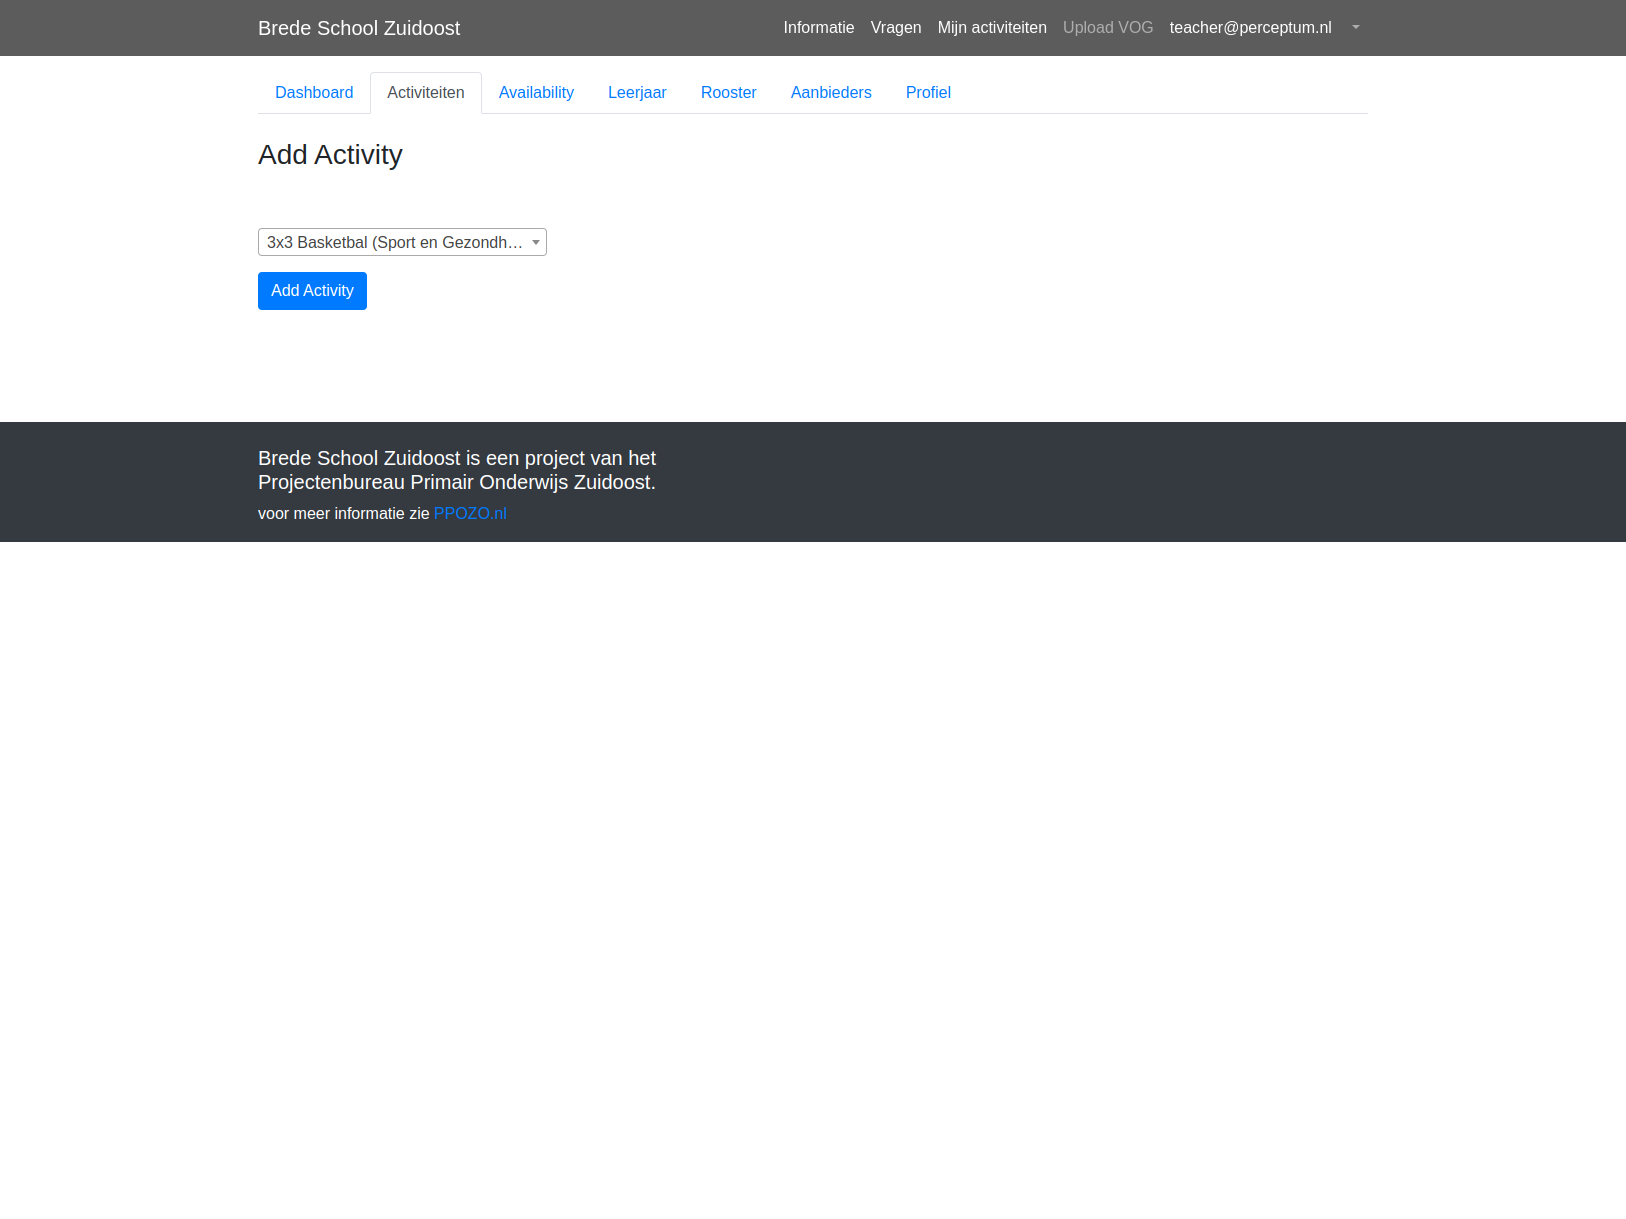 Brede School Zuidoost
Informatie Vragen Mijn activiteiten Upload VOG teacher@perceptum.nl
Dashboard Activiteiten Availability Leerjaar Rooster Aanbieders Profiel
Add Activity
3x3 Basketbal (Sport en Gezondh…
Add Activity
Brede School Zuidoost is een project van het
Projectenbureau Primair Onderwijs Zuidoost.
voor meer informatie zie PPOZO.nl